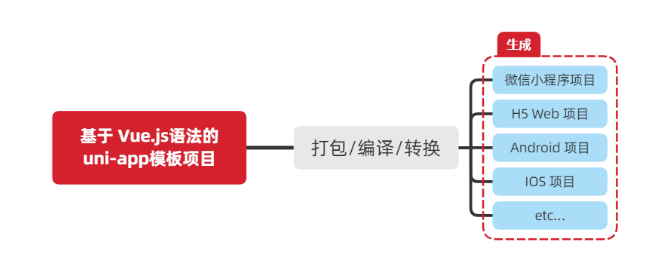 生成
基于 Vue.js语法的
uni-app模板项目
打包/编译/转换
微信小程序项目
H5 Web 项目
Android 项目
IOS 项目
etc...